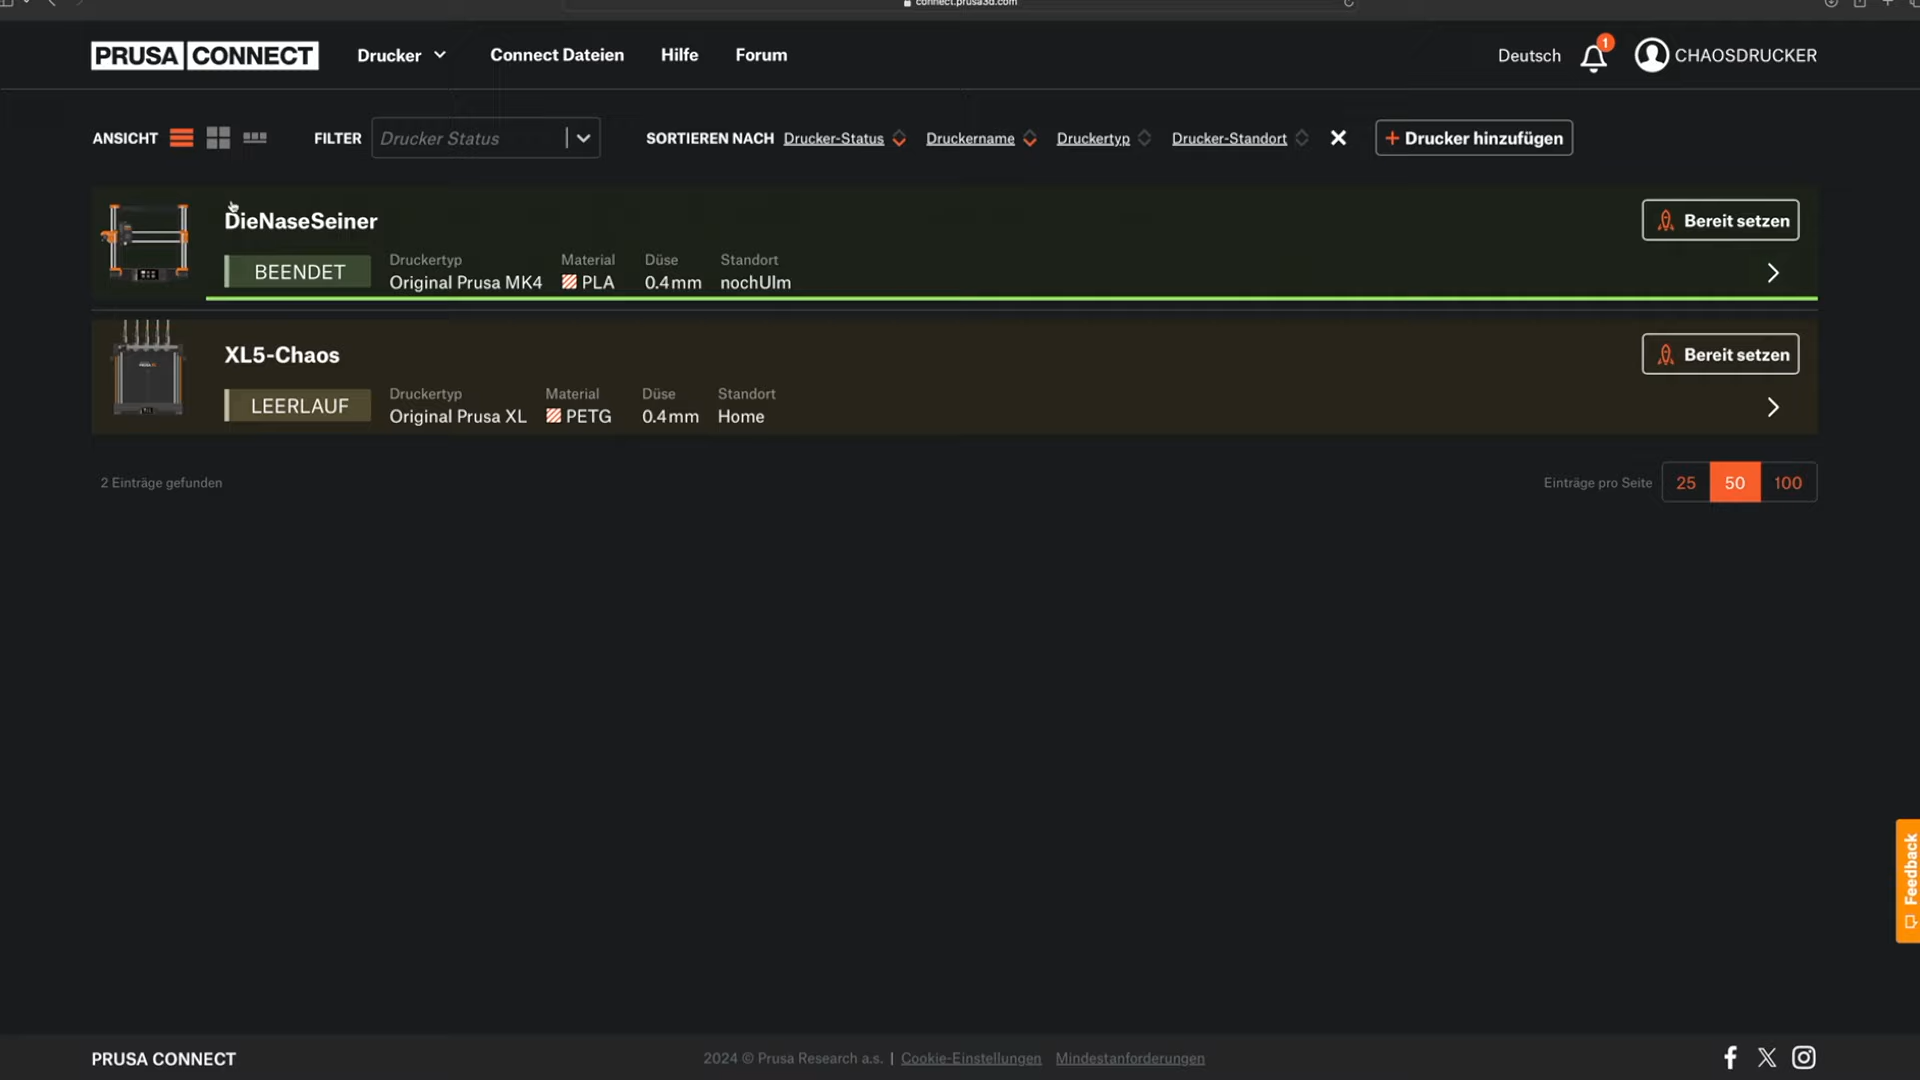 connect.prusa3d.com
PRUSA CONNECT Drucker Connect Dateien Hilfe Forum Deutsch 1 CHAOSDRUCKER
ANSICHT FILTER Drucker Status SORTIEREN NACH Drucker-Status Druckername Druckertyp Drucker-Standort + Drucker hinzufügen
DieNaseSeiner Bereit setzen
BEENDET
Druckertyp Material Düse Standort
Original Prusa MK4 PLA 0.4mm nochUlm
XL5-Chaos Bereit setzen
LEERLAUF
Druckertyp Material Düse Standort
Original Prusa XL PETG 0.4mm Home
2 Einträge gefunden Einträge pro Seite 25 50 100
Feedback
PRUSA CONNECT 2024 © Prusa Research a.s. | Cookie-Einstellungen Mindestanforderungen